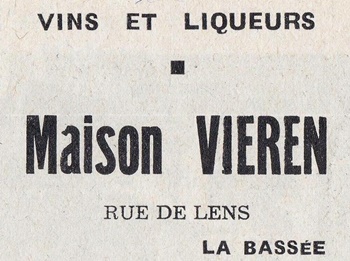 VINS ET LIQUEURS
Maison VIEREN
RUE DE LENS
LA BASSÉE